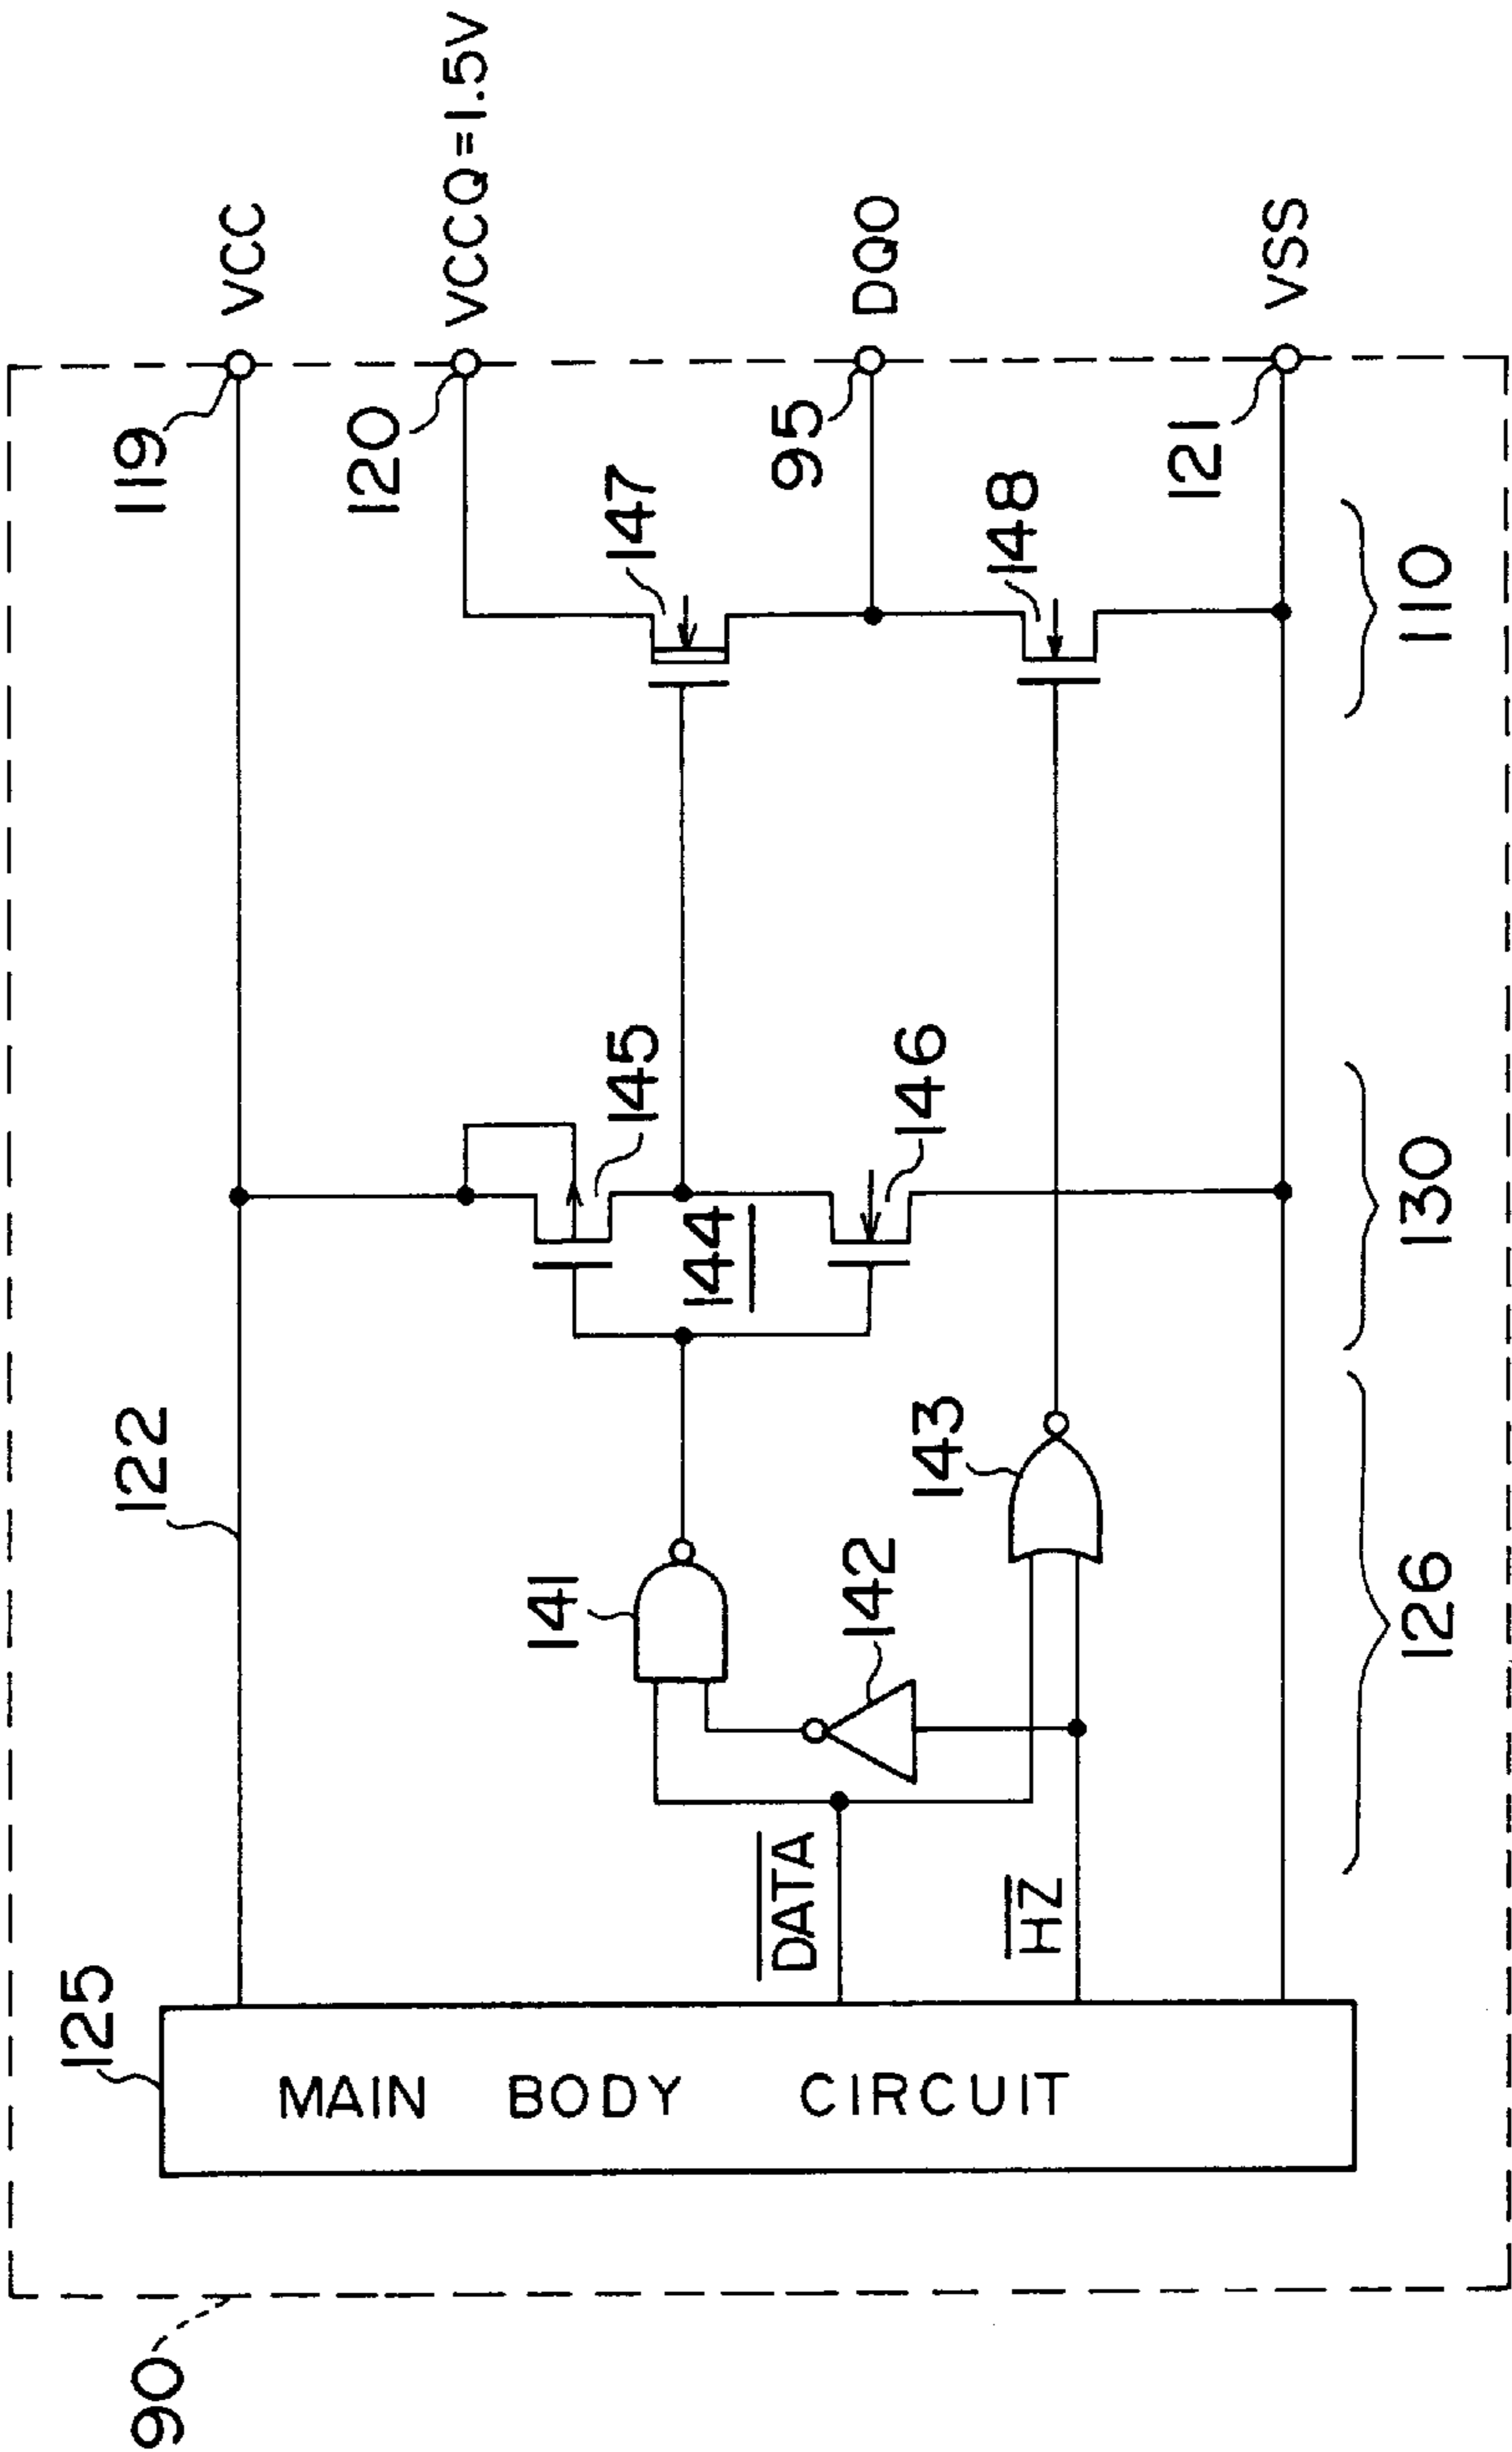 90
125
MAIN BODY CIRCUIT
122
119
VCC
120
VCCQ=1.5V
141
144
145
147
DATA
142
146
95
DQ0
HZ
143
148
121
VSS
126
130
110